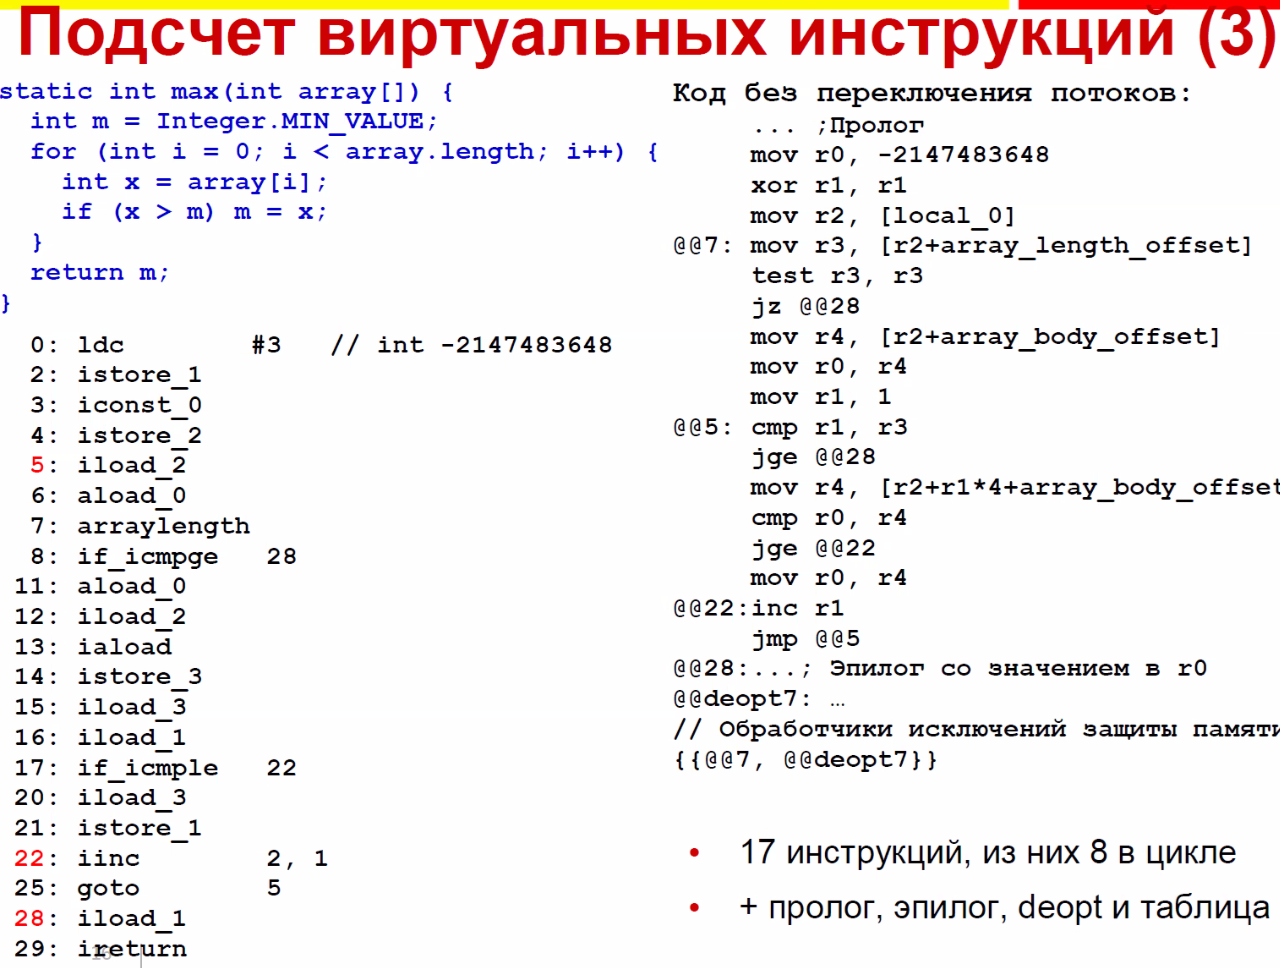 Подсчет виртуальных инструкций (3)
static int max(int array[]) {
int m = Integer.MIN_VALUE;
for (int i = 0; i < array.length; i++) {
int x = array[i];
if (x > m) m = x;
}
return m;
}
0: ldc #3 // int -2147483648
2: istore_1
3: iconst_0
4: istore_2
5: iload_2
6: aload_0
7: arraylength
8: if_icmpge 28
11: aload_0
12: iload_2
13: iaload
14: istore_3
15: iload_3
16: iload_1
17: if_icmple 22
20: iload_3
21: istore_1
22: iinc 2, 1
25: goto 5
28: iload_1
29: ireturn
Код без переключения потоков:
... ;Пролог
mov r0, -2147483648
xor r1, r1
mov r2, [local_0]
@@7: mov r3, [r2+array_length_offset]
test r3, r3
jz @@28
mov r4, [r2+array_body_offset]
mov r0, r4
mov r1, 1
@@5: cmp r1, r3
jge @@28
mov r4, [r2+r1*4+array_body_offset
cmp r0, r4
jge @@22
mov r0, r4
@@22:inc r1
jmp @@5
@@28:...; Эпилог со значением в r0
@@deopt7: …
// Обработчики исключений защиты памяти
{{@@7, @@deopt7}}
• 17 инструкций, из них 8 в цикле
• + пролог, эпилог, deopt и таблица